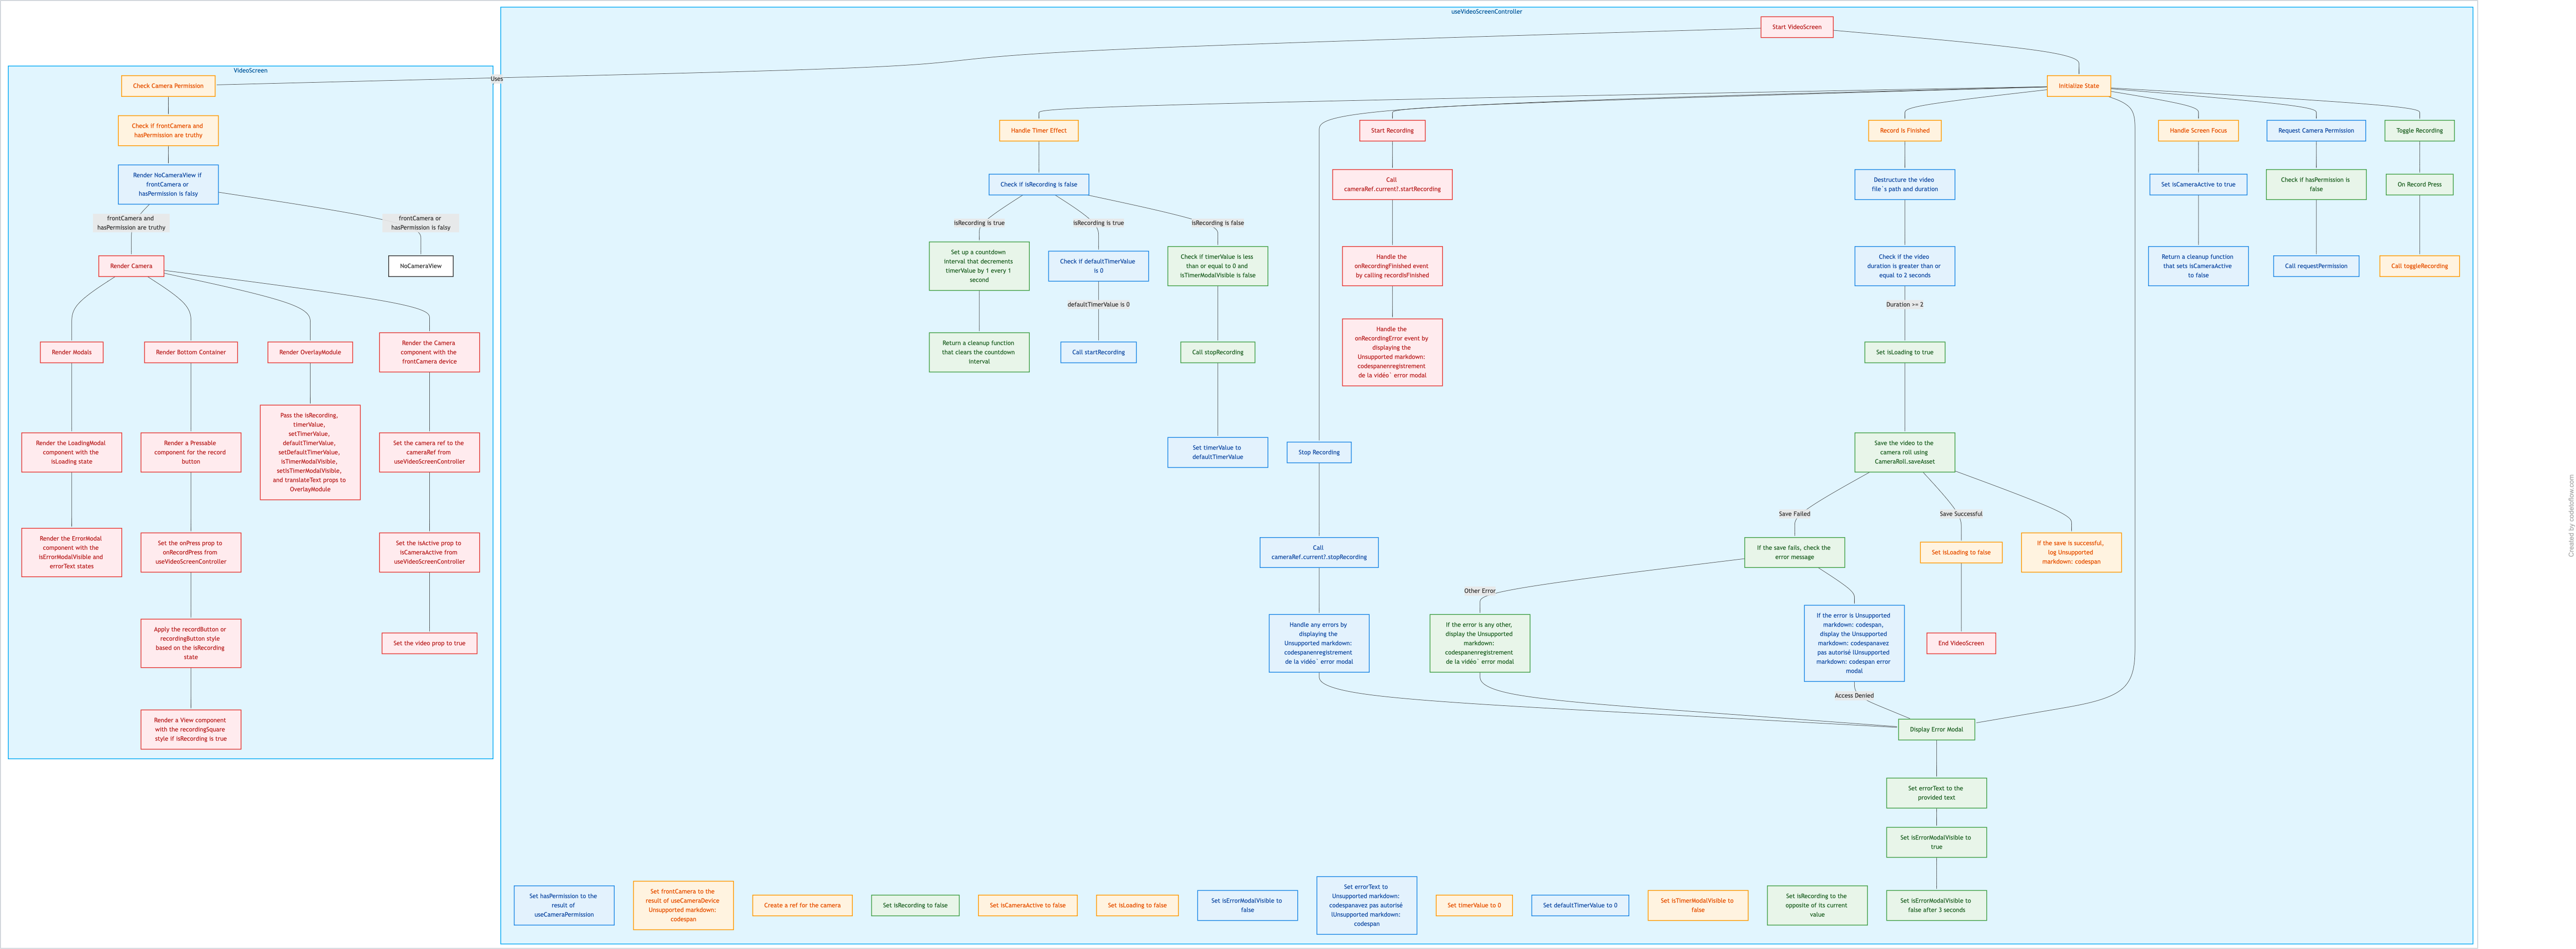 useVideoScreenController
Start VideoScreen
VideoScreen
Uses
Check Camera Permission
Initialize State
Check if frontCamera and
hasPermission are truthy
Handle Timer Effect
Start Recording
Record is Finished
Handle Screen Focus
Request Camera Permission
Toggle Recording
Render NoCameraView if
frontCamera or
hasPermission is falsy
Check if isRecording is false
Call
cameraRef.current?.startRecording
Destructure the video
file`s path and duration
Set isCameraActive to true
Check if hasPermission is
false
On Record Press
frontCamera and
hasPermission are truthy
frontCamera or
hasPermission is falsy
isRecording is true
isRecording is true
isRecording is false
Render Camera
NoCameraView
Set up a countdown
interval that decrements
timerValue by 1 every 1
second
Check if defaultTimerValue
is 0
Check if timerValue is less
than or equal to 0 and
isTimerModalVisible is false
Handle the
onRecordingFinished event
by calling recordIsFinished
Check if the video
duration is greater than or
equal to 2 seconds
Return a cleanup function
that sets isCameraActive
to false
Call requestPermission
Call toggleRecording
defaultTimerValue is 0
Duration >= 2
Render Modals
Render Bottom Container
Render OverlayModule
Render the Camera
component with the
frontCamera device
Return a cleanup function
that clears the countdown
interval
Call startRecording
Call stopRecording
Handle the
onRecordingError event by
displaying the
Unsupported markdown:
codespanenregistrement
de la vidéo` error modal
Set isLoading to true
Render the LoadingModal
component with the
isLoading state
Render a Pressable
component for the record
button
Pass the isRecording,
timerValue,
setTimerValue,
defaultTimerValue,
setDefaultTimerValue,
isTimerModalVisible,
setIsTimerModalVisible,
and translateText props to
OverlayModule
Set the camera ref to the
cameraRef from
useVideoScreenController
Set timerValue to
defaultTimerValue
Stop Recording
Save the video to the
camera roll using
CameraRoll.saveAsset
Save Failed
Save Successful
Render the ErrorModal
component with the
isErrorModalVisible and
errorText states
Set the onPress prop to
onRecordPress from
useVideoScreenController
Set the isActive prop to
isCameraActive from
useVideoScreenController
Call
cameraRef.current?.stopRecording
If the save fails, check the
error message
Set isLoading to false
If the save is successful,
log Unsupported
markdown: codespan
Other Error
Apply the recordButton or
recordingButton style
based on the isRecording
state
Set the video prop to true
Handle any errors by
displaying the
Unsupported markdown:
codespanenregistrement
de la vidéo` error modal
If the error is any other,
display the Unsupported
markdown:
codespanenregistrement
de la vidéo` error modal
If the error is Unsupported
markdown: codespan,
display the Unsupported
markdown: codespanavez
pas autorisé lUnsupported
markdown: codespan error
modal
End VideoScreen
Access Denied
Render a View component
with the recordingSquare
style if isRecording is true
Display Error Modal
Set errorText to the
provided text
Set isErrorModalVisible to
true
Set hasPermission to the
result of
useCameraPermission
Set frontCamera to the
result of useCameraDevice
Unsupported markdown:
codespan
Create a ref for the camera
Set isRecording to false
Set isCameraActive to false
Set isLoading to false
Set isErrorModalVisible to
false
Set errorText to
Unsupported markdown:
codespanavez pas autorisé
lUnsupported markdown:
codespan
Set timerValue to 0
Set defaultTimerValue to 0
Set isTimerModalVisible to
false
Set isRecording to the
opposite of its current
value
Set isErrorModalVisible to
false after 3 seconds
Created by codetoflow.com